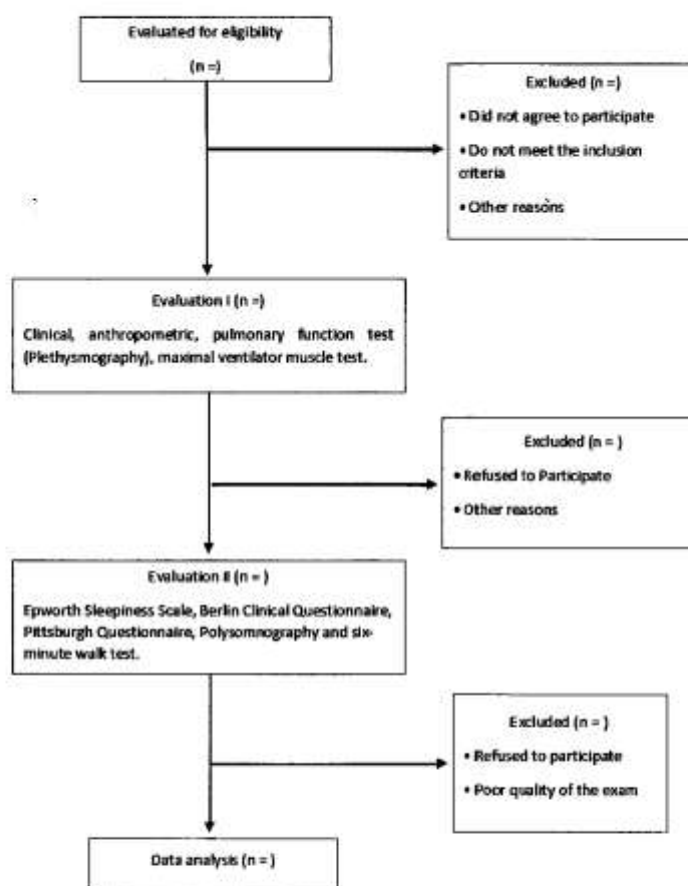 Evaluated for eligibility
(n =)
Excluded (n =)
• Did not agree to participate
• Do not meet the inclusion
criteria
• Other reasons
Evaluation I (n =)
Clinical, anthropometric, pulmonary function test
(Plethysmography), maximal ventilator muscle test.
Excluded (n = )
• Refused to Participate
• Other reasons
Evaluation II (n = )
Epworth Sleepiness Scale, Berlin Clinical Questionnaire,
Pittsburgh Questionnaire, Polysomnography and six-
minute walk test.
Excluded (n = )
• Refused to participate
• Poor quality of the exam
Data analysis (n = )